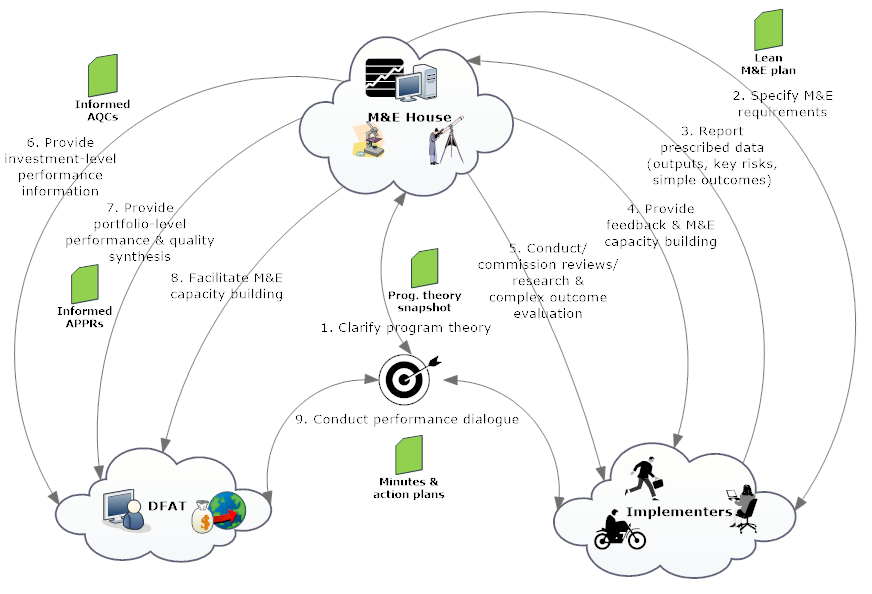 Lean
M&E plan
Informed
AQCs
M&E House
2. Specify M&E
requirements
3. Report
prescribed data
(outputs, key risks,
simple outcomes)
6. Provide
investment-level
performance
information
7. Provide
portfolio-level
performance & quality
synthesis
4. Provide
feedback & M&E
capacity building
5. Conduct/
commission reviews/
research &
complex outcome
evaluation
8. Facilitate M&E
capacity building
Informed
APPRs
Prog. theory
snapshot
1. Clarify program theory
9. Conduct performance dialogue
Minutes &
action plans
DFAT
$
Implementers